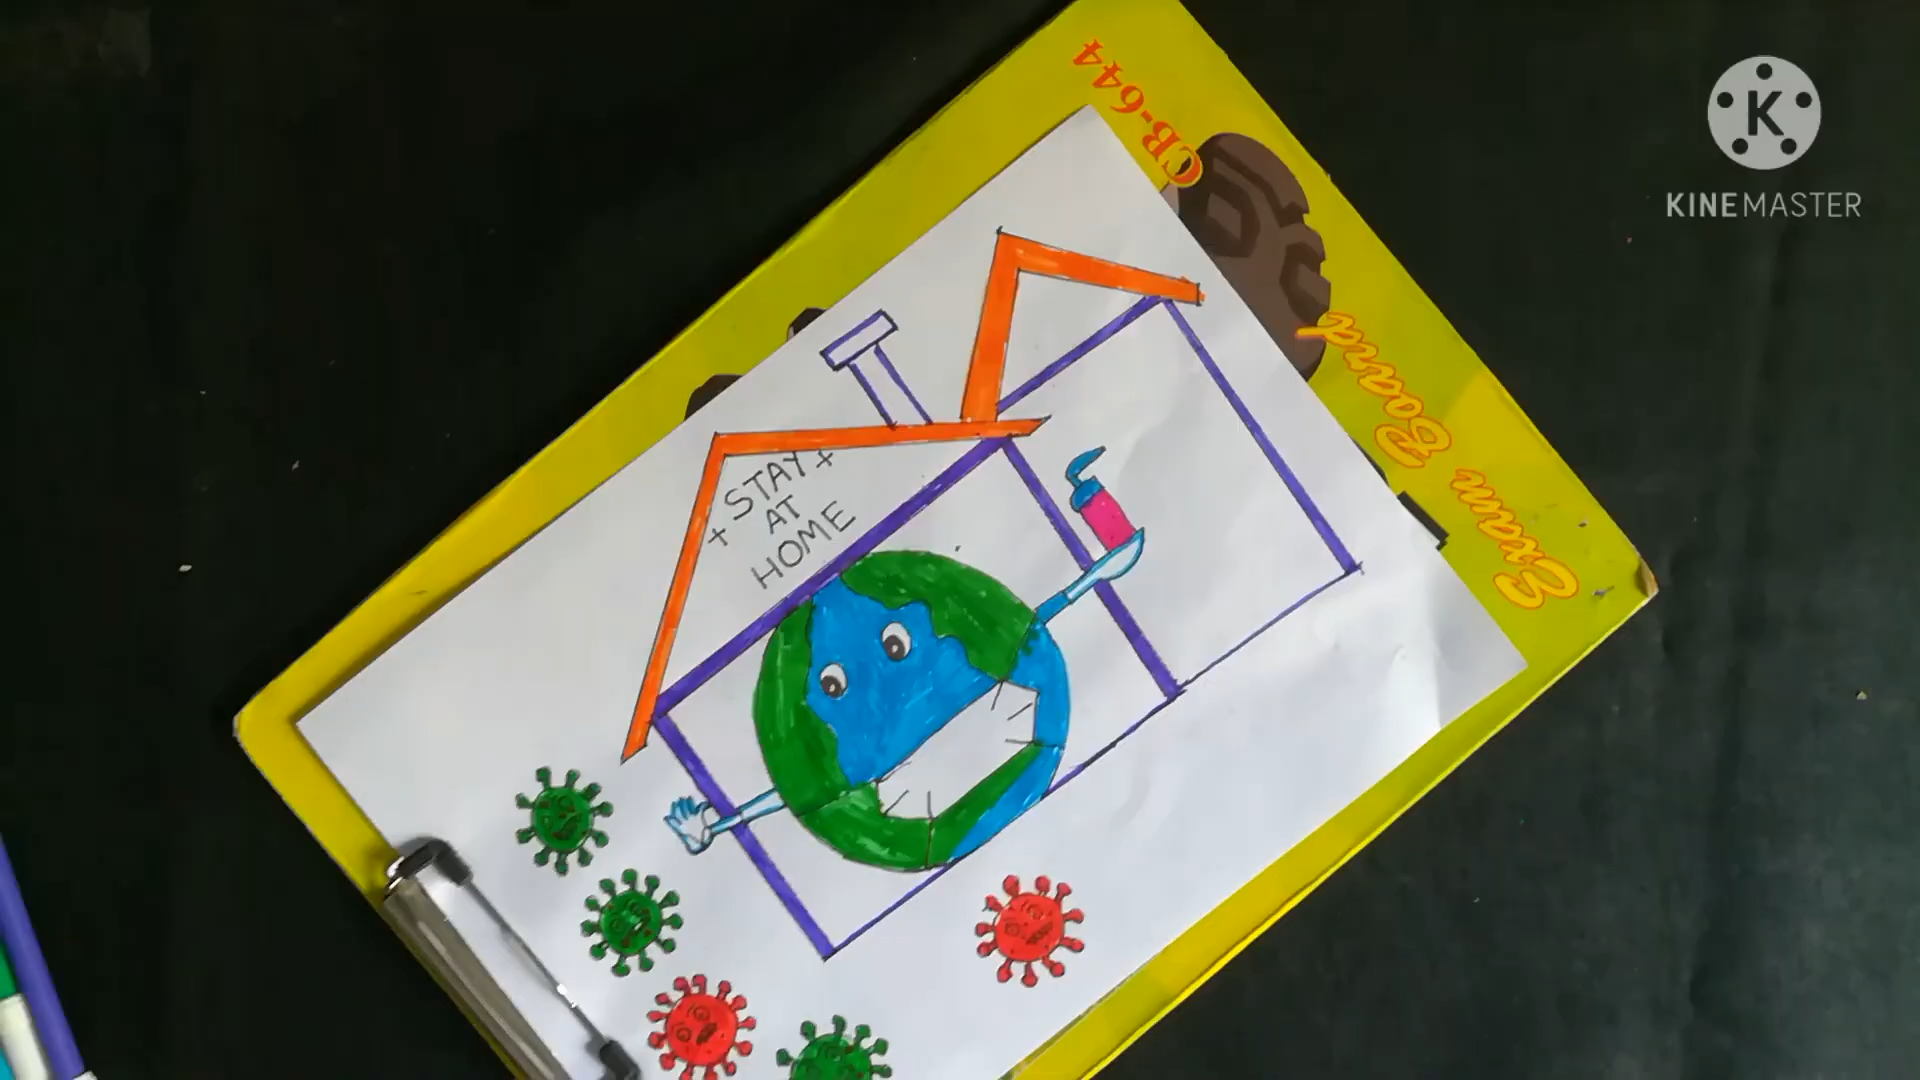 K
KINEMASTER
CB-644
Exam Board
+ STAY +
AT
HOME